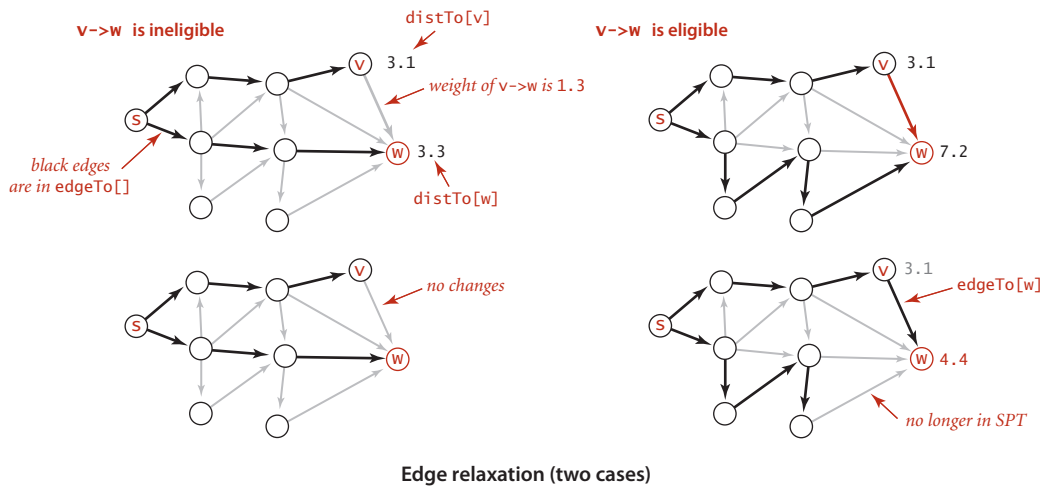 v->w is ineligible
distTo[v]
v
3.1
weight of v->w is 1.3
s
black edges
are in edgeTo[]
w
3.3
distTo[w]
v->w is eligible
v
3.1
s
w
7.2
v
no changes
s
w
v
3.1
edgeTo[w]
s
w
4.4
no longer in SPT
Edge relaxation (two cases)